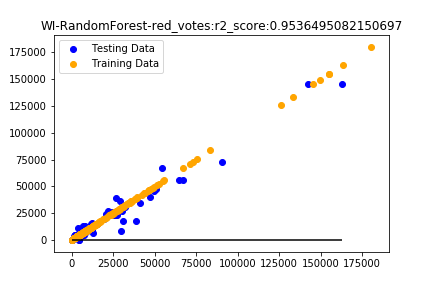 WI-RandomForest-red_votes:r2_score:0.9536495082150697
Testing Data
Training Data
175000
150000
125000
100000
75000
50000
25000
0
0 25000 50000 75000 100000 125000 150000 175000